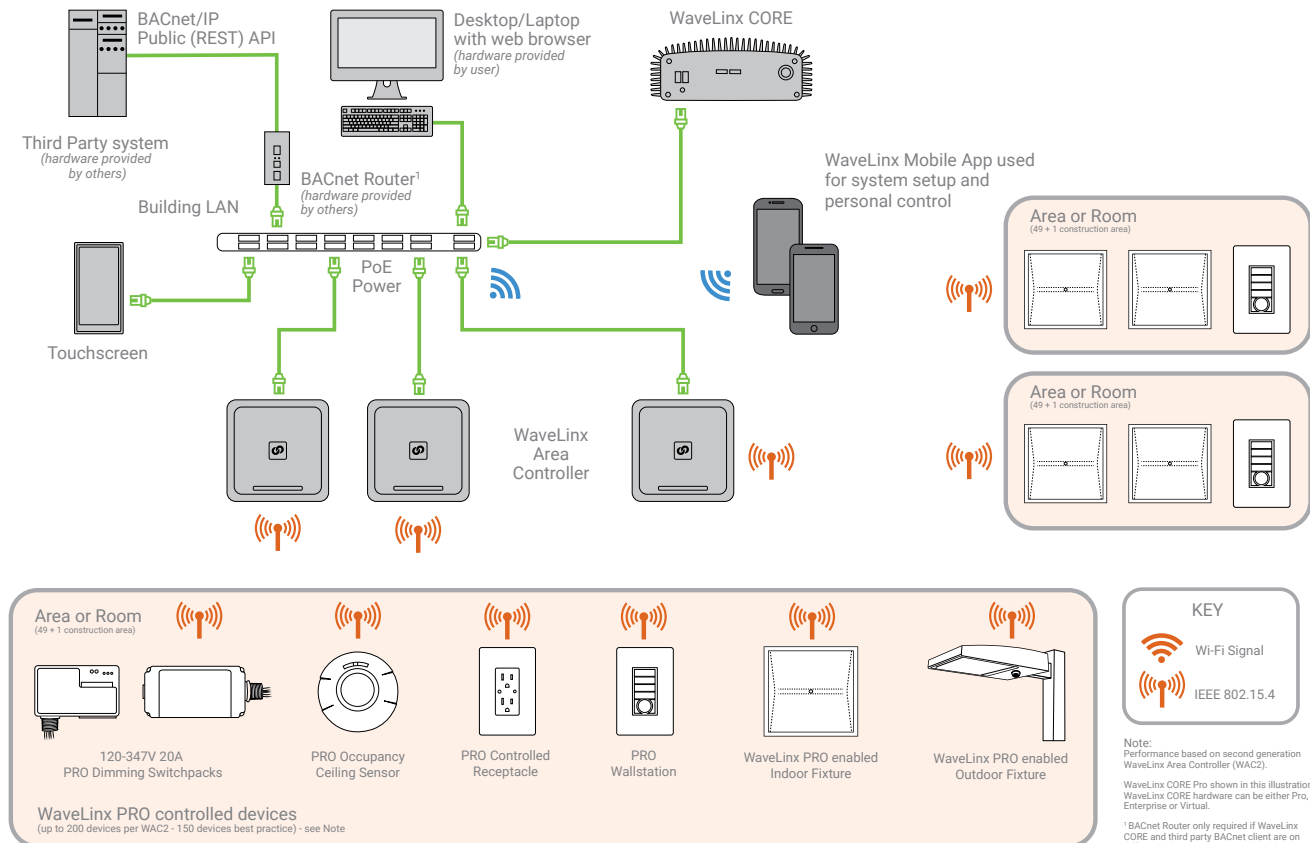 BACnet/IP
Public (REST) API
Desktop/Laptop
with web browser
(hardware provided
by user)
WaveLinx CORE
Third Party system
(hardware provided
by others)
BACnet Router¹
(hardware provided
by others)
Building LAN
WaveLinx Mobile App used
for system setup and
personal control
PoE
Power
Touchscreen
WaveLinx
Area
Controller
Area or Room
(49 + 1 construction area)
Area or Room
(49 + 1 construction area)
Area or Room
(49 + 1 construction area)
120-347V 20A
PRO Dimming Switchpacks
PRO Occupancy
Ceiling Sensor
PRO Controlled
Receptacle
PRO
Wallstation
WaveLinx PRO enabled
Indoor Fixture
WaveLinx PRO enabled
Outdoor Fixture
WaveLinx PRO controlled devices
(up to 200 devices per WAC2 - 150 devices best practice) - see Note
KEY
Wi-Fi Signal
IEEE 802.15.4
Note:
Performance based on second generation
WaveLinx Area Controller (WAC2).
WaveLinx CORE Pro shown in this illustration
WaveLinx CORE hardware can be either Pro,
Enterprise or Virtual.
¹ BACnet Router only required if WaveLinx
CORE and third party BACnet client are on